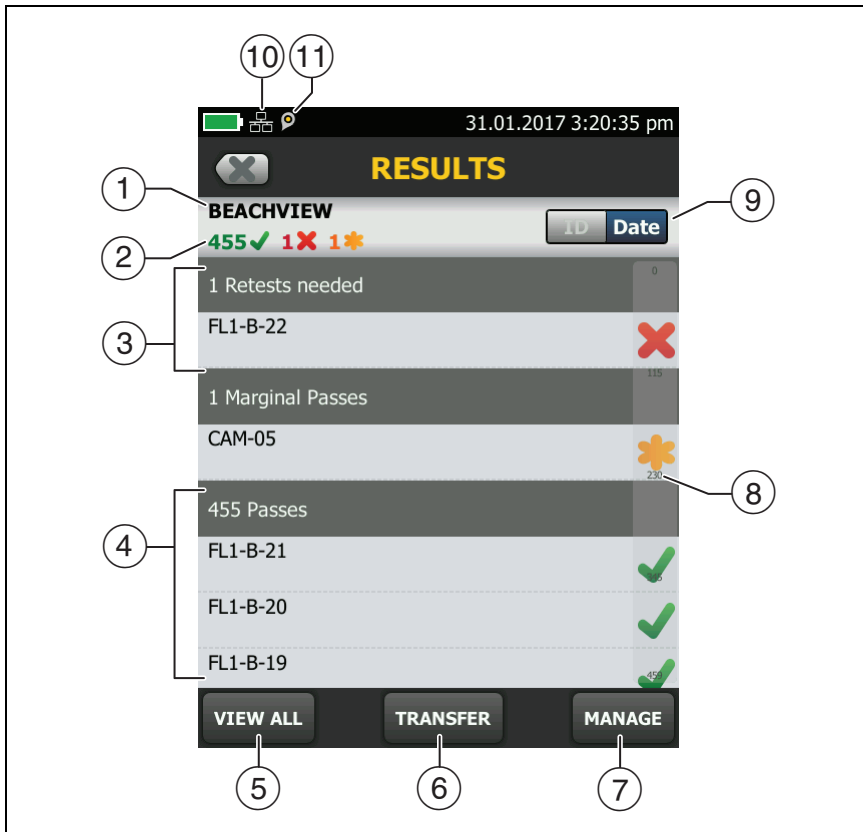 10 11
31.01.2017 3:20:35 pm
RESULTS
1
BEACHVIEW
ID Date
9
2
455 1 1
3
1 Retests needed
0
FL1-B-22
115
1 Marginal Passes
CAM-05
230
8
4
455 Passes
FL1-B-21
345
FL1-B-20
FL1-B-19
459
VIEW ALL TRANSFER MANAGE
5 6 7